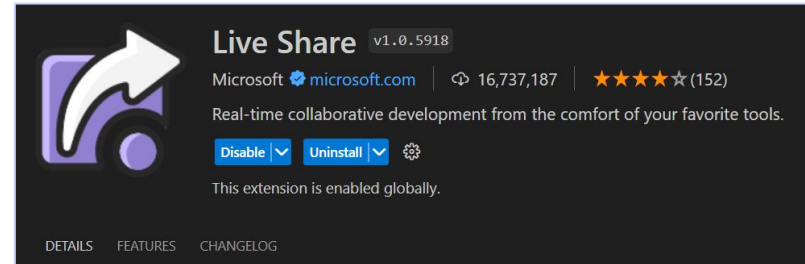 Live Share v1.0.5918
Microsoft microsoft.com 16,737,187 (152)
Real-time collaborative development from the comfort of your favorite tools.
Disable Uninstall
This extension is enabled globally.
DETAILS FEATURES CHANGELOG